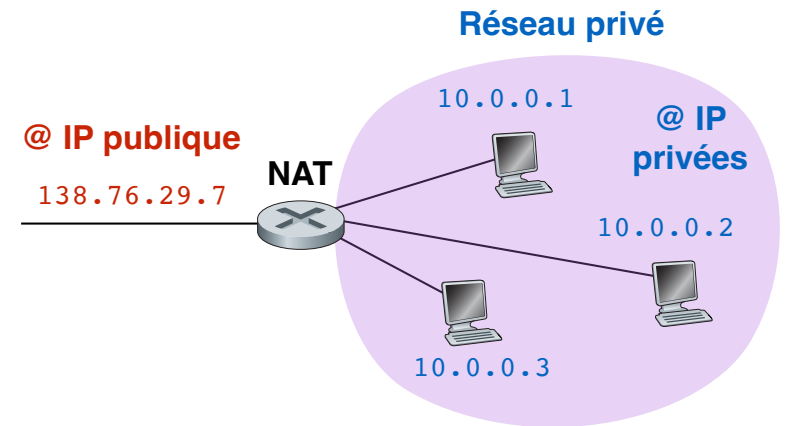 Réseau privé
10.0.0.1
@ IP
privées
@ IP publique
138.76.29.7
NAT
10.0.0.2
10.0.0.3